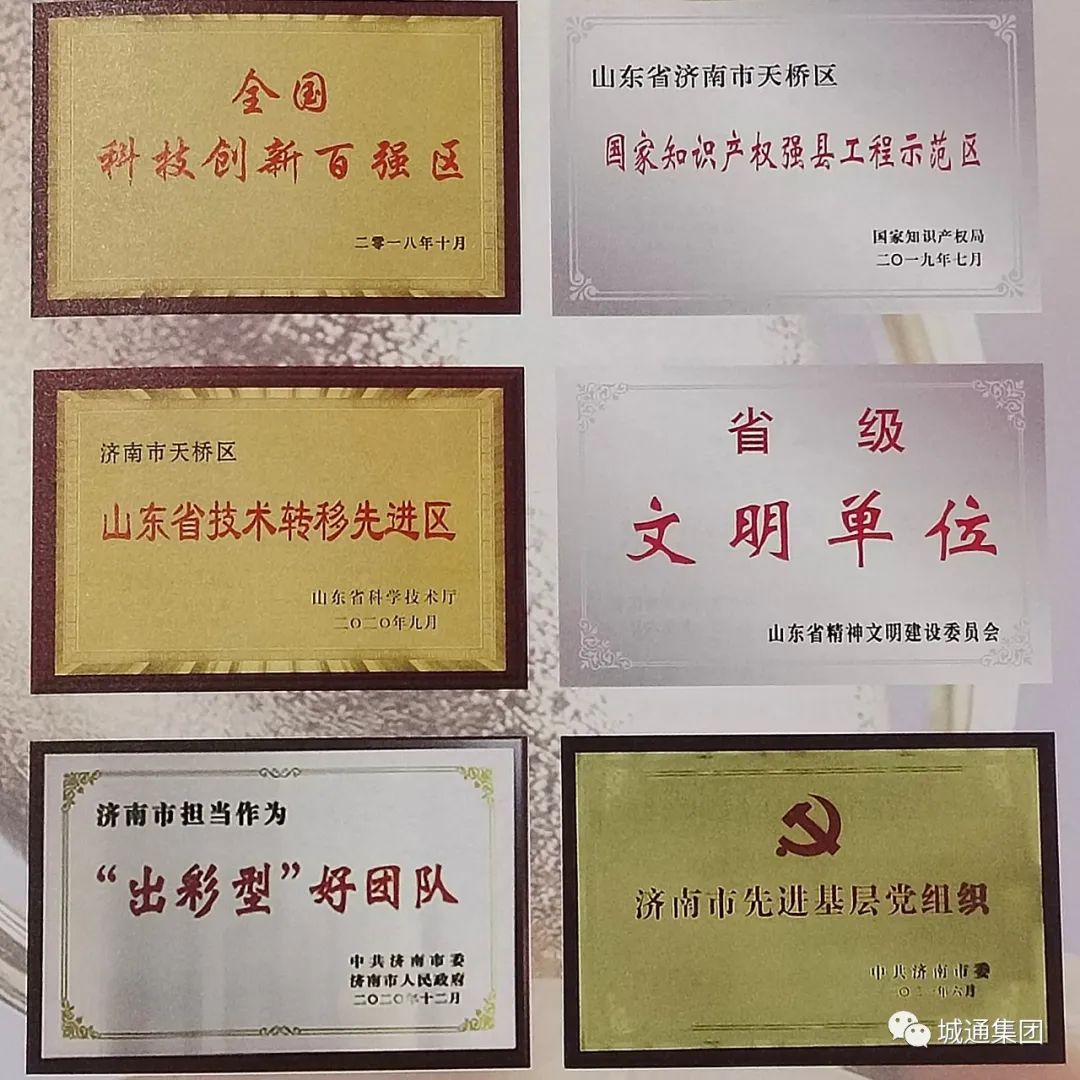 全国
科技创新百强区
二零一八年十月
山东省济南市天桥区
国家知识产权强县工程示范区
国家知识产权局
二〇一九年七月
济南市天桥区
山东省技术转移先进区
山东省科学技术厅
二〇二〇年九月
省级
文明单位
山东省精神文明建设委员会
济南市担当作为
“出彩型”好团队
中共济南市委
济南市人民政府
二〇二〇年十二月
济南市先进基层党组织
中共济南市委
年六月
城通集团